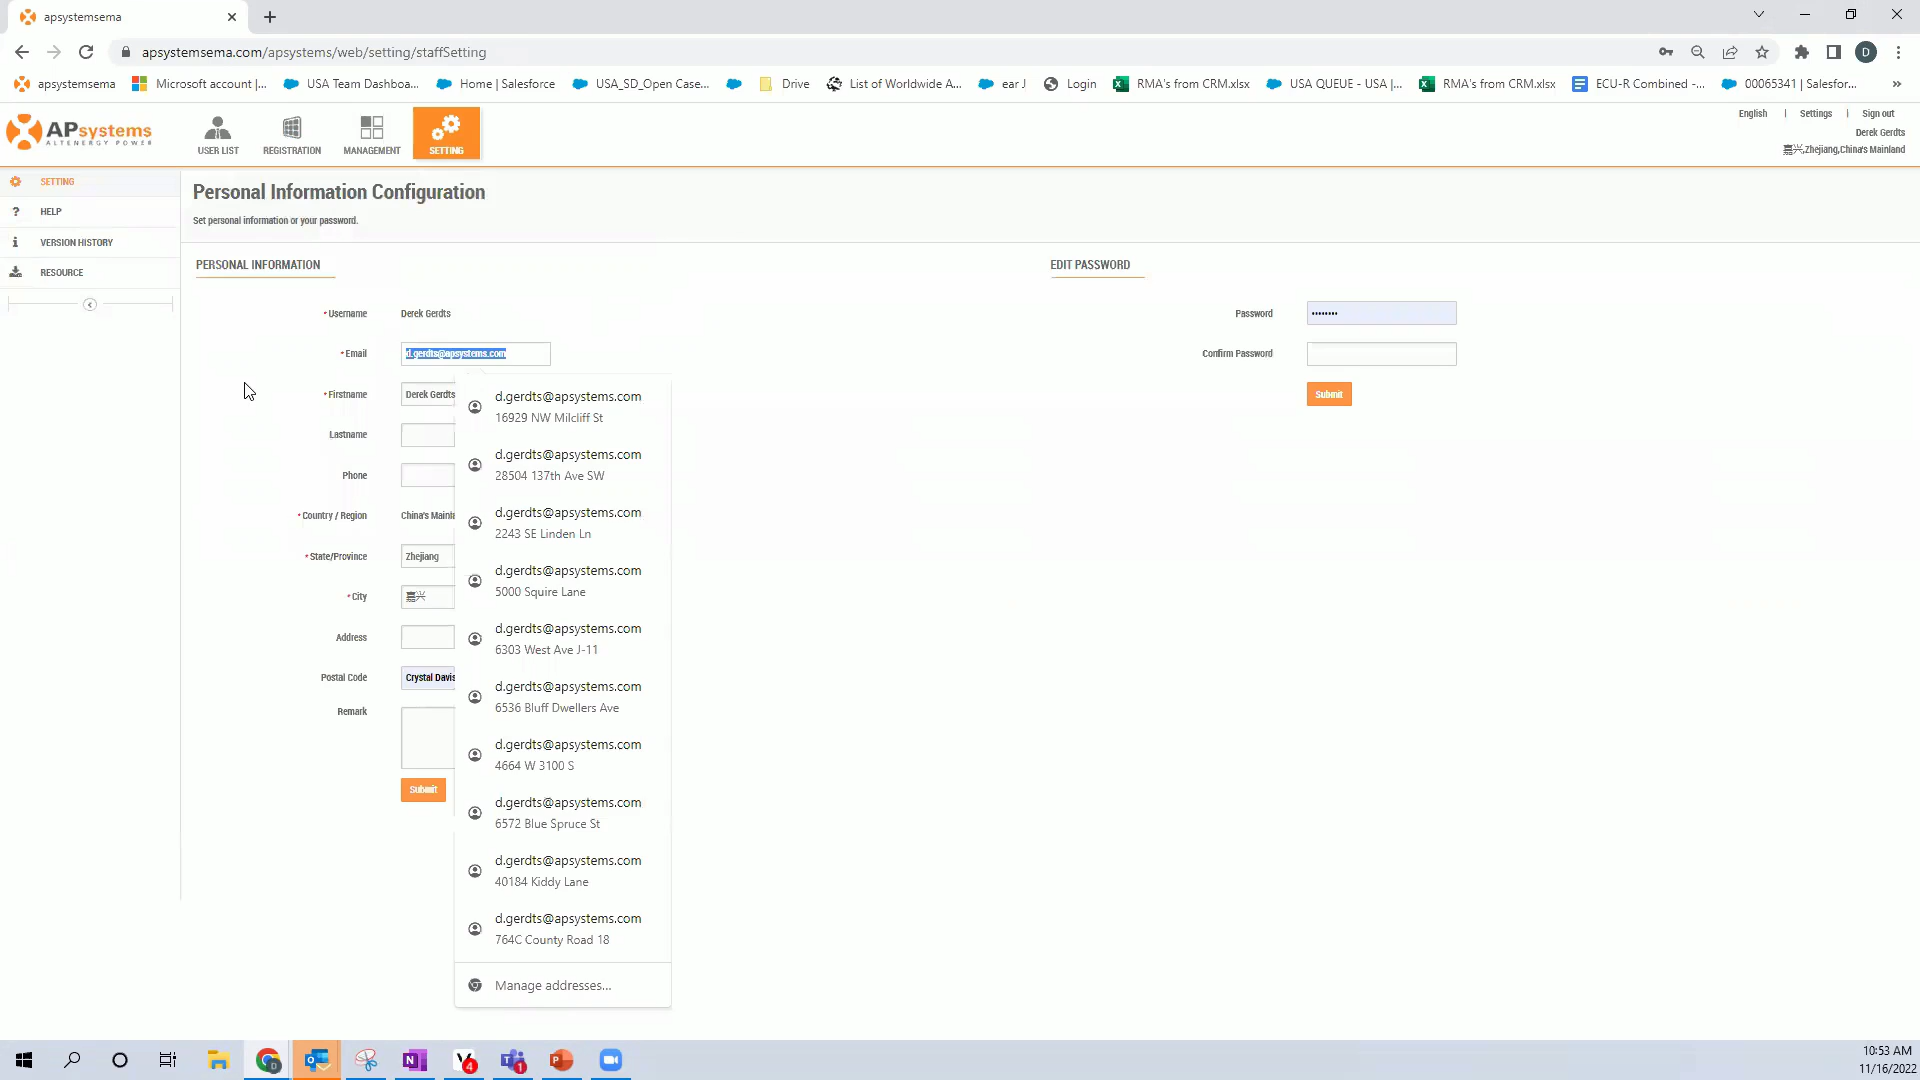 apsystemsema
apsystemsema.com/apsystems/web/setting/staffSetting
D
apsystemsema
Microsoft account |...
USA Team Dashboa...
Home | Salesforce
USA_SD_Open Case...
Drive
List of Worldwide A...
ear J
Login
RMA's from CRM.xlsx
USA QUEUE - USA |...
RMA's from CRM.xlsx
ECU-R Combined -...
00065341 | Salesfor...
»
APsystems
ALTENERGY POWER
USER LIST
REGISTRATION
MANAGEMENT
SETTING
English | Settings | Sign out
Derek Gerdts
嘉兴,Zhejiang,China's Mainland
SETTING
HELP
VERSION HISTORY
RESOURCE
Personal Information Configuration
Set personal information or your password.
PERSONAL INFORMATION
* Username Derek Gerdts
* Email d.gerdts@apsystems.com
* Firstname Derek Gerdts
Lastname
Phone
* Country / Region China's Mainla
* State/Province Zhejiang
* City 嘉兴
Address
Postal Code Crystal Davis
Remark
Submit
d.gerdts@apsystems.com
16929 NW Milcliff St
d.gerdts@apsystems.com
28504 137th Ave SW
d.gerdts@apsystems.com
2243 SE Linden Ln
d.gerdts@apsystems.com
5000 Squire Lane
d.gerdts@apsystems.com
6303 West Ave J-11
d.gerdts@apsystems.com
6536 Bluff Dwellers Ave
d.gerdts@apsystems.com
4664 W 3100 S
d.gerdts@apsystems.com
6572 Blue Spruce St
d.gerdts@apsystems.com
40184 Kiddy Lane
d.gerdts@apsystems.com
764C County Road 18
Manage addresses...
EDIT PASSWORD
Password ••••••••
Confirm Password
Submit
10:53 AM
11/16/2022